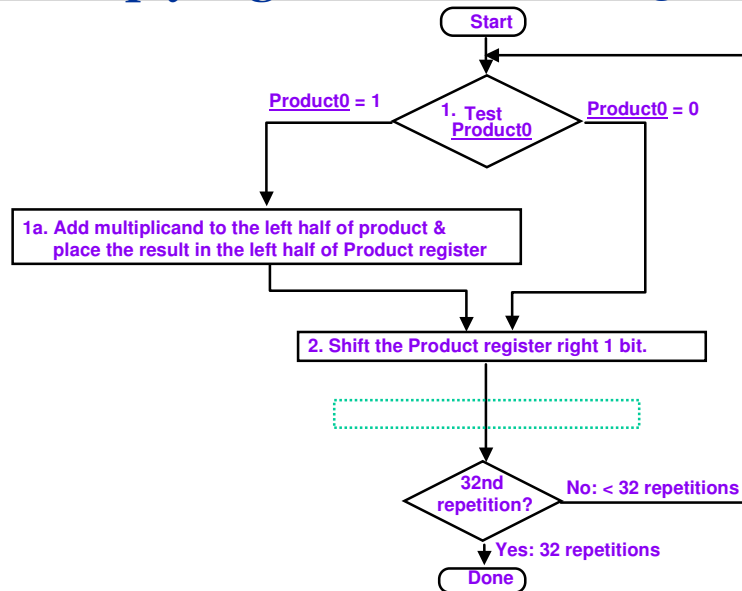 Start
Product0 = 1
1. Test
Product0
Product0 = 0
1a. Add multiplicand to the left half of product &
place the result in the left half of Product register
2. Shift the Product register right 1 bit.
32nd
repetition?
No: < 32 repetitions
Yes: 32 repetitions
Done